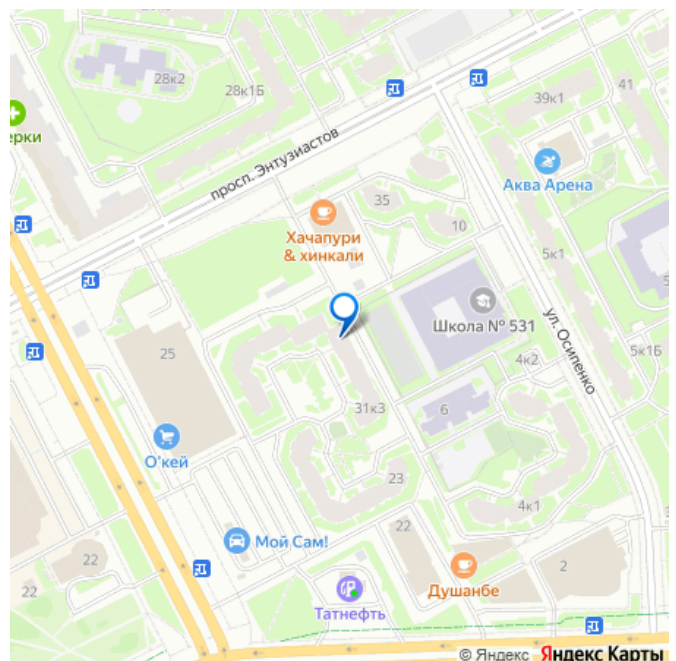 28к2
28к1Б
41
39к1
ерки
просп. Энтузиастов
Аква Арена
35
10
Хачапури
& хинкали
5к1
Школа № 531
ул. Осипенко
25
4к2
5к1Б
31к3
6
О'кей
23
4к1
22
Мой Сам!
22
22
2
Душанбе
Татнефть
© Яндекс Яндекс Карты